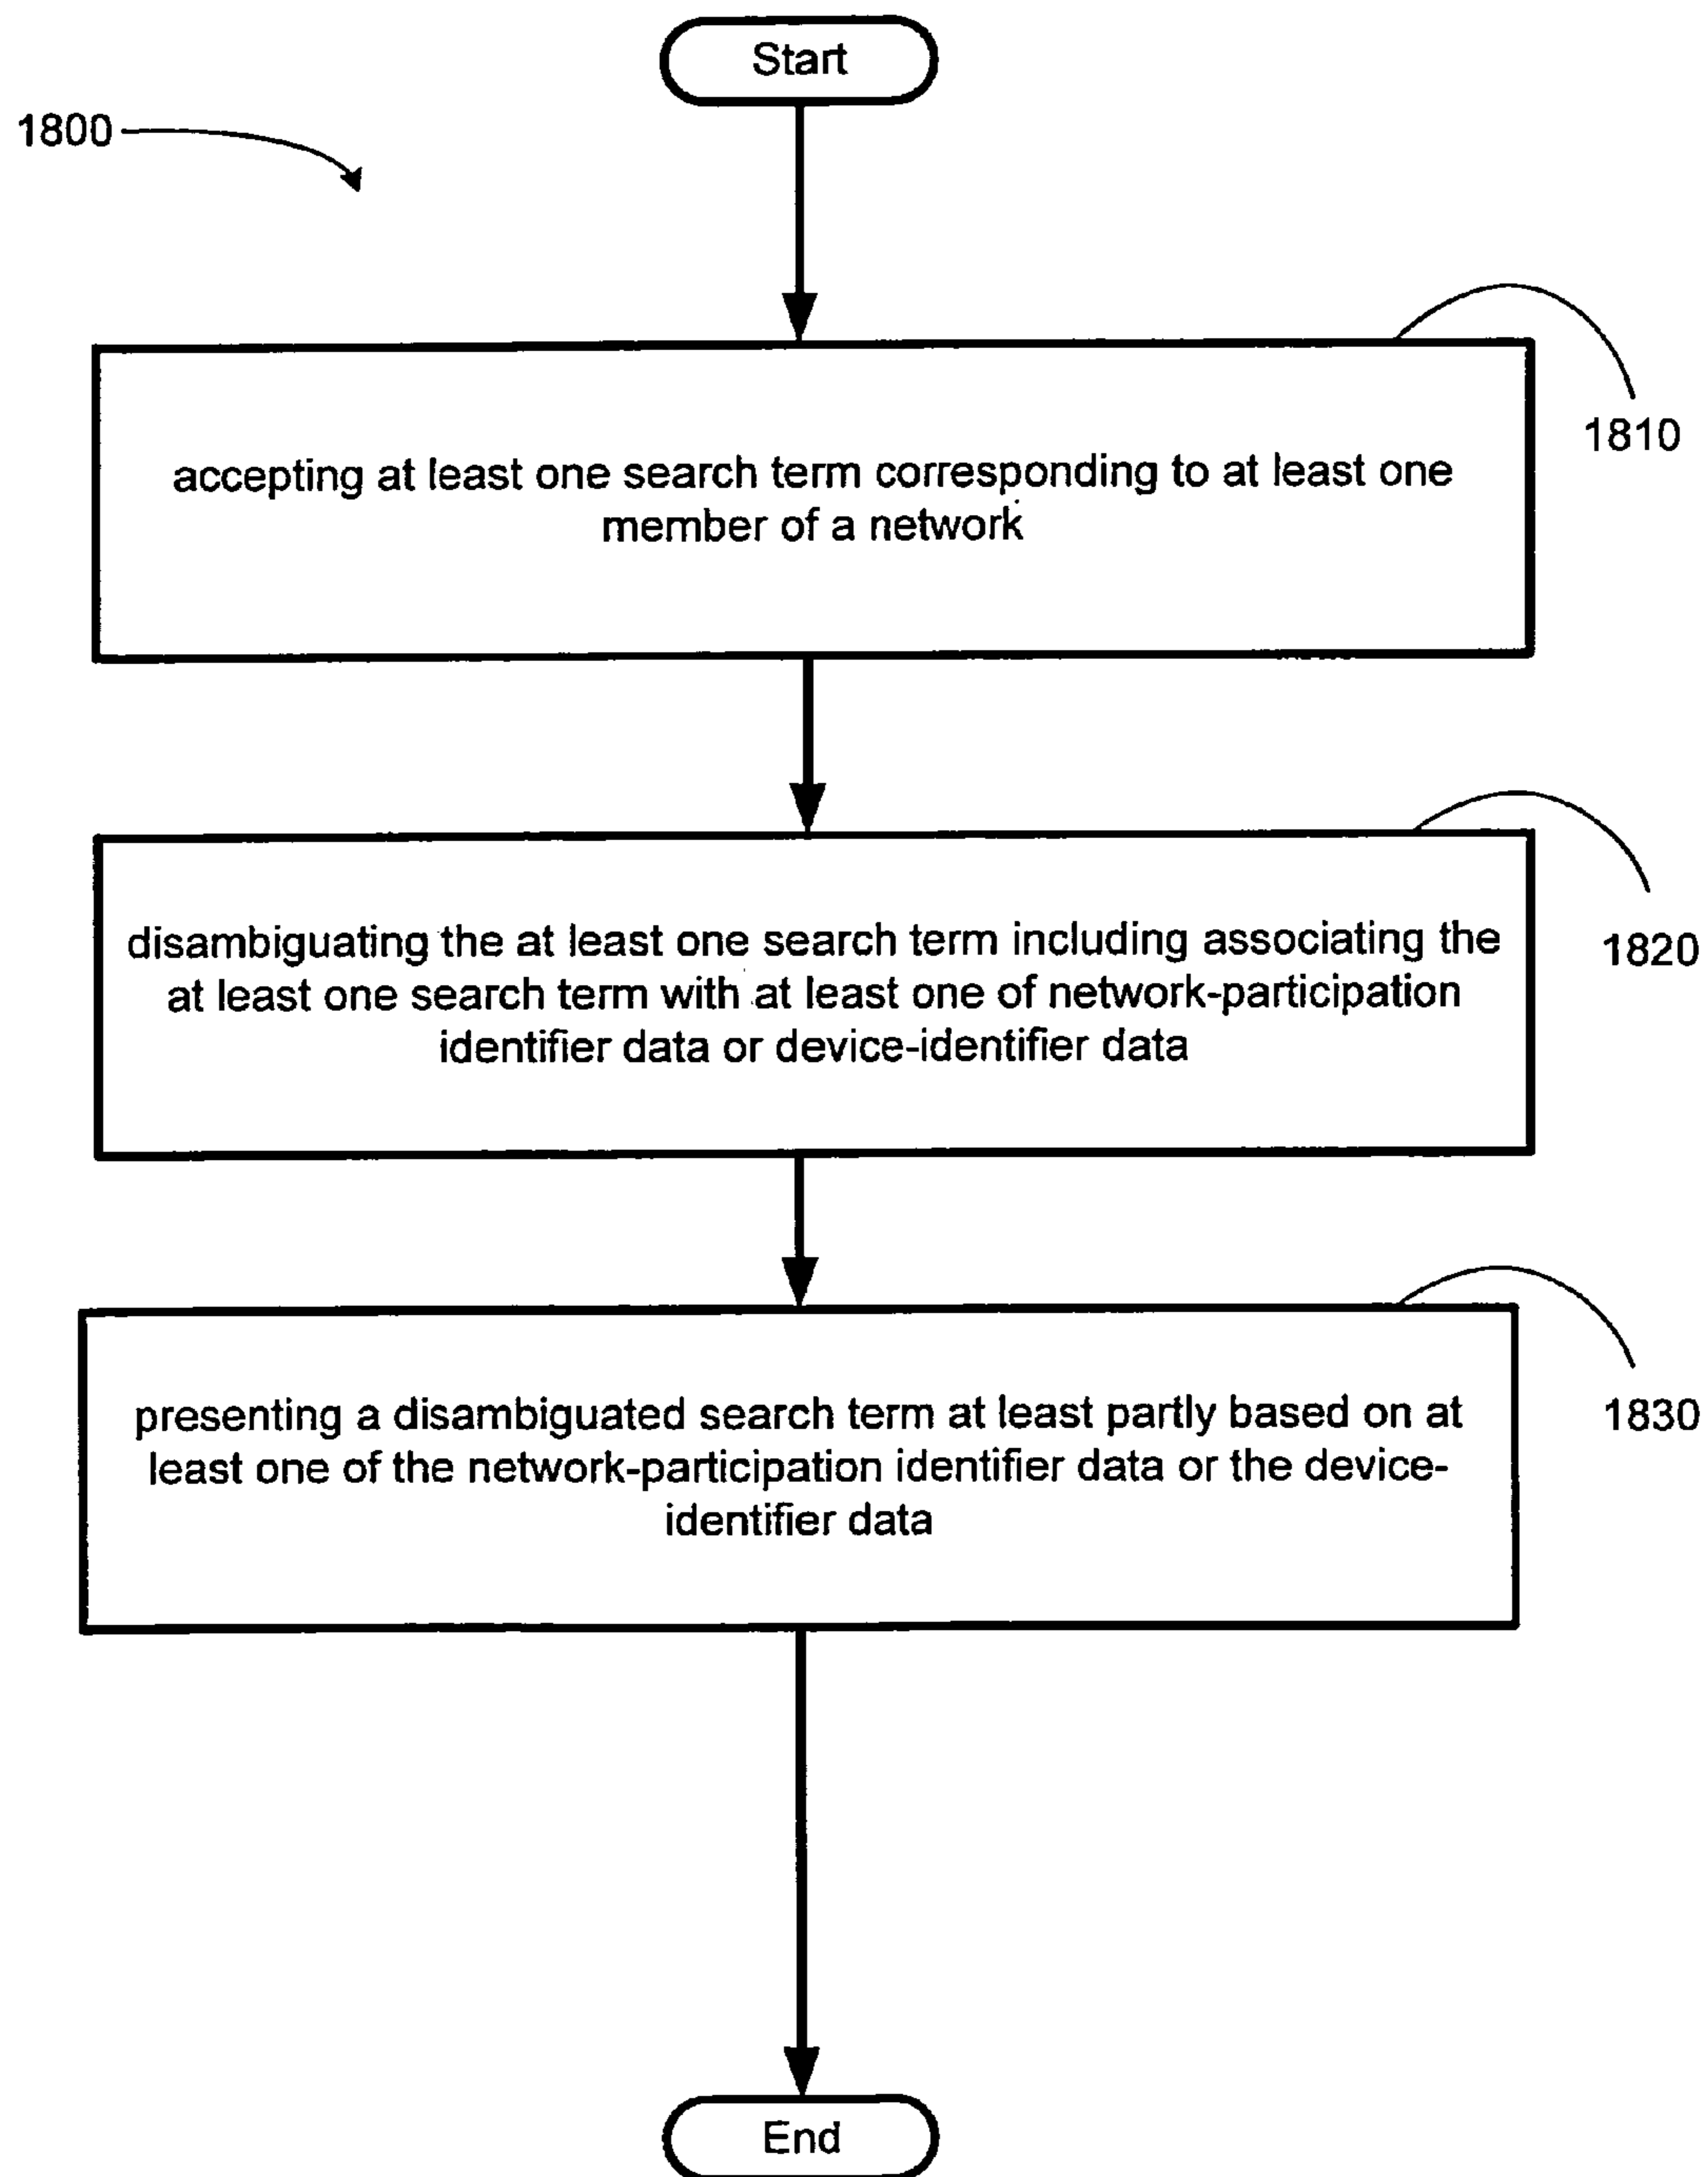 Start
1800
accepting at least one search term corresponding to at least one
member of a network
1810
disambiguating the at least one search term including associating the
at least one search term with at least one of network-participation
identifier data or device-identifier data
1820
presenting a disambiguated search term at least partly based on at
least one of the network-participation identifier data or the device-
identifier data
1830
End